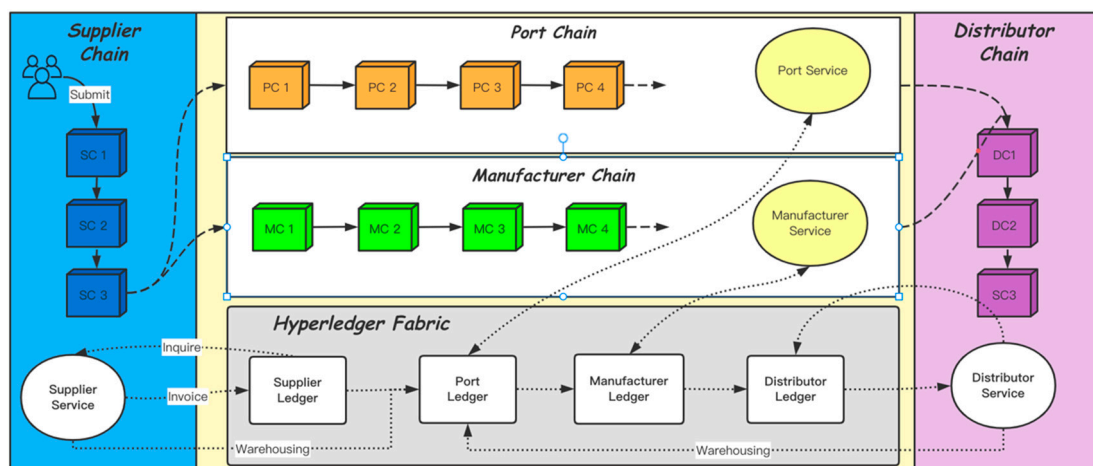 Supplier
Chain
Submit
SC 1
SC 2
SC 3
Port Chain
PC 1
PC 2
PC 3
PC 4
Port Service
Manufacturer Chain
MC 1
MC 2
MC 3
MC 4
Manufacturer
Service
Distributor
Chain
DC1
DC2
SC3
Hyperledger Fabric
Inquire
Supplier
Service
Invoice
Supplier
Ledger
Port
Ledger
Manufacturer
Ledger
Distributor
Ledger
Distributor
Service
Warehousing
Warehousing